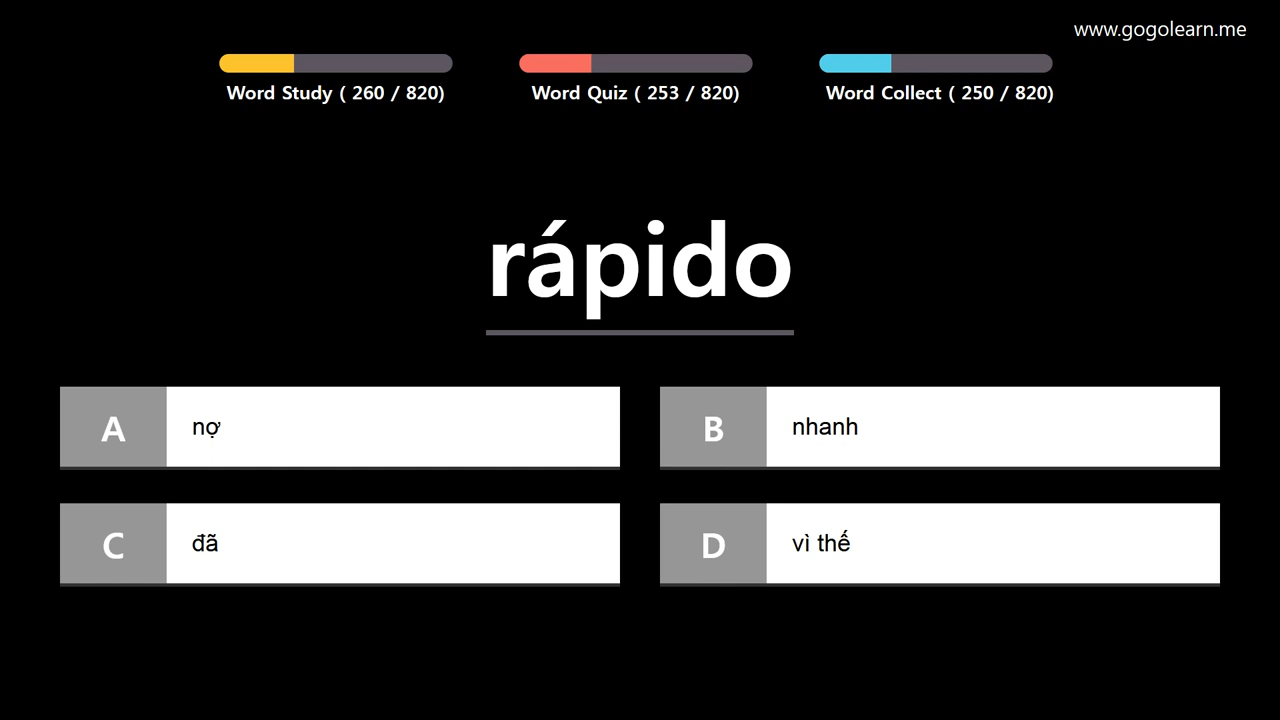 www.gogolearn.me
Word Study ( 260 / 820)
Word Quiz ( 253 / 820)
Word Collect ( 250 / 820)
rápido
A nợ
B nhanh
C đã
D vì thế